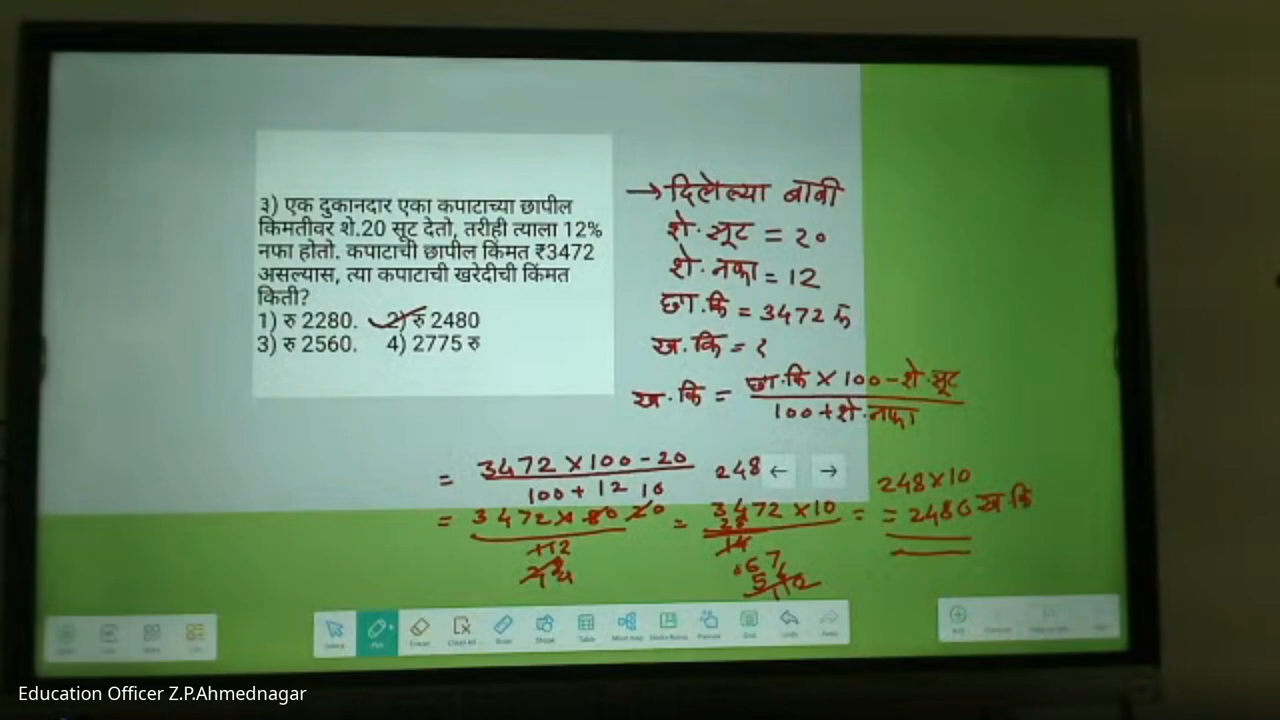 ३) एक दुकानदार एका कपाटाच्या छापील
किमतीवर शे.20 सूट देतो, तरीही त्याला 12%
नफा होतो. कपाटाची छापील किंमत ₹3472
असल्यास, त्या कपाटाची खरेदीची किंमत
किती?
1) रु 2280. 2) रु 2480
3) रु 2560. 4) 2775 रु
→ दिलेल्या बाबी
शे. सूट = २०
शे. नफा = 12
छा.कि = 3472 रु
ख.कि = ?
ख.कि = छा.कि × 100 - शे.सूट
100 + शे.नफा
= 3472 × 100 - 20
100 + 12
= 3472 × 80
112
248
= 3472 × 10
14
248×10
= 2480 ख कि
Education Officer Z.P.Ahmednagar